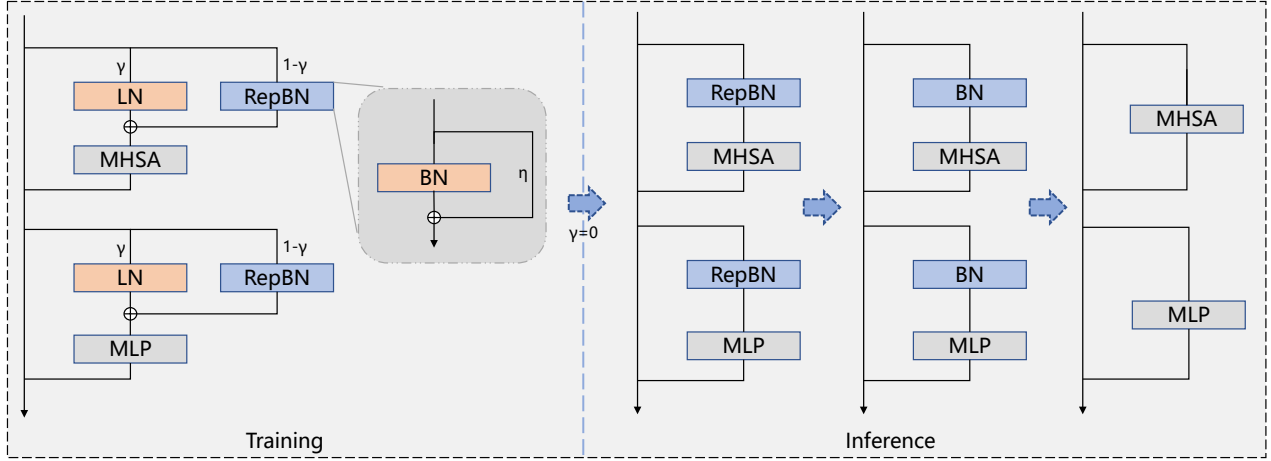 γ
1-γ
LN
RepBN
MHSA
BN
η
γ
1-γ
LN
RepBN
MLP
Training
γ=0
RepBN
MHSA
RepBN
MLP
BN
MHSA
BN
MLP
MHSA
MLP
Inference